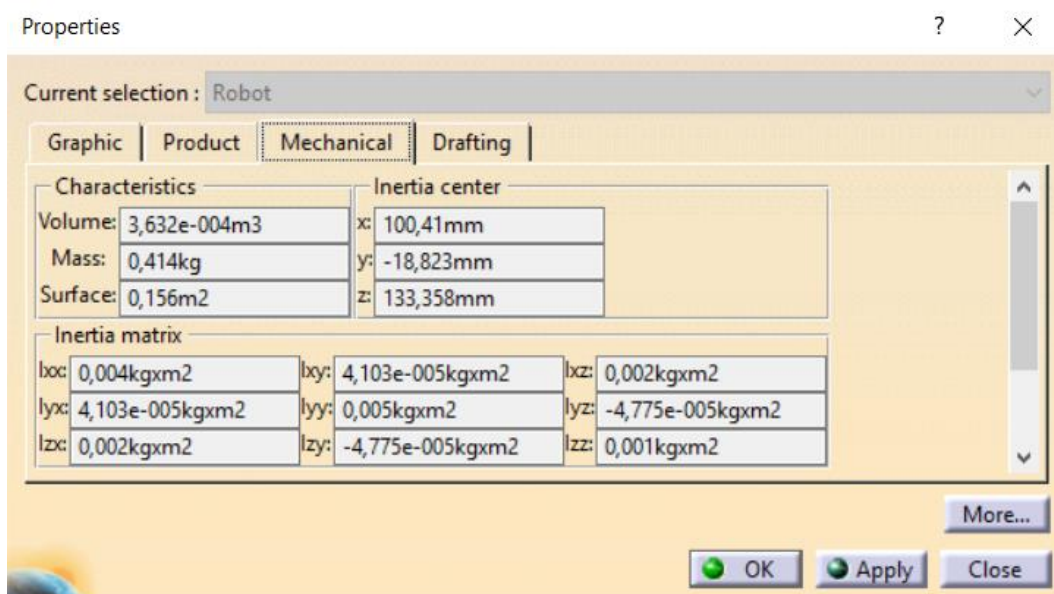 Properties ? ×
Current selection : Robot
Graphic Product Mechanical Drafting
Characteristics Inertia center
Volume: 3,632e-004m3 x: 100,41mm
Mass: 0,414kg y: -18,823mm
Surface: 0,156m2 z: 133,358mm
Inertia matrix
Ixx: 0,004kgxm2 Ixy: 4,103e-005kgxm2 Ixz: 0,002kgxm2
Iyx: 4,103e-005kgxm2 Iyy: 0,005kgxm2 Iyz: -4,775e-005kgxm2
Izx: 0,002kgxm2 Izy: -4,775e-005kgxm2 Izz: 0,001kgxm2
More...
OK Apply Close